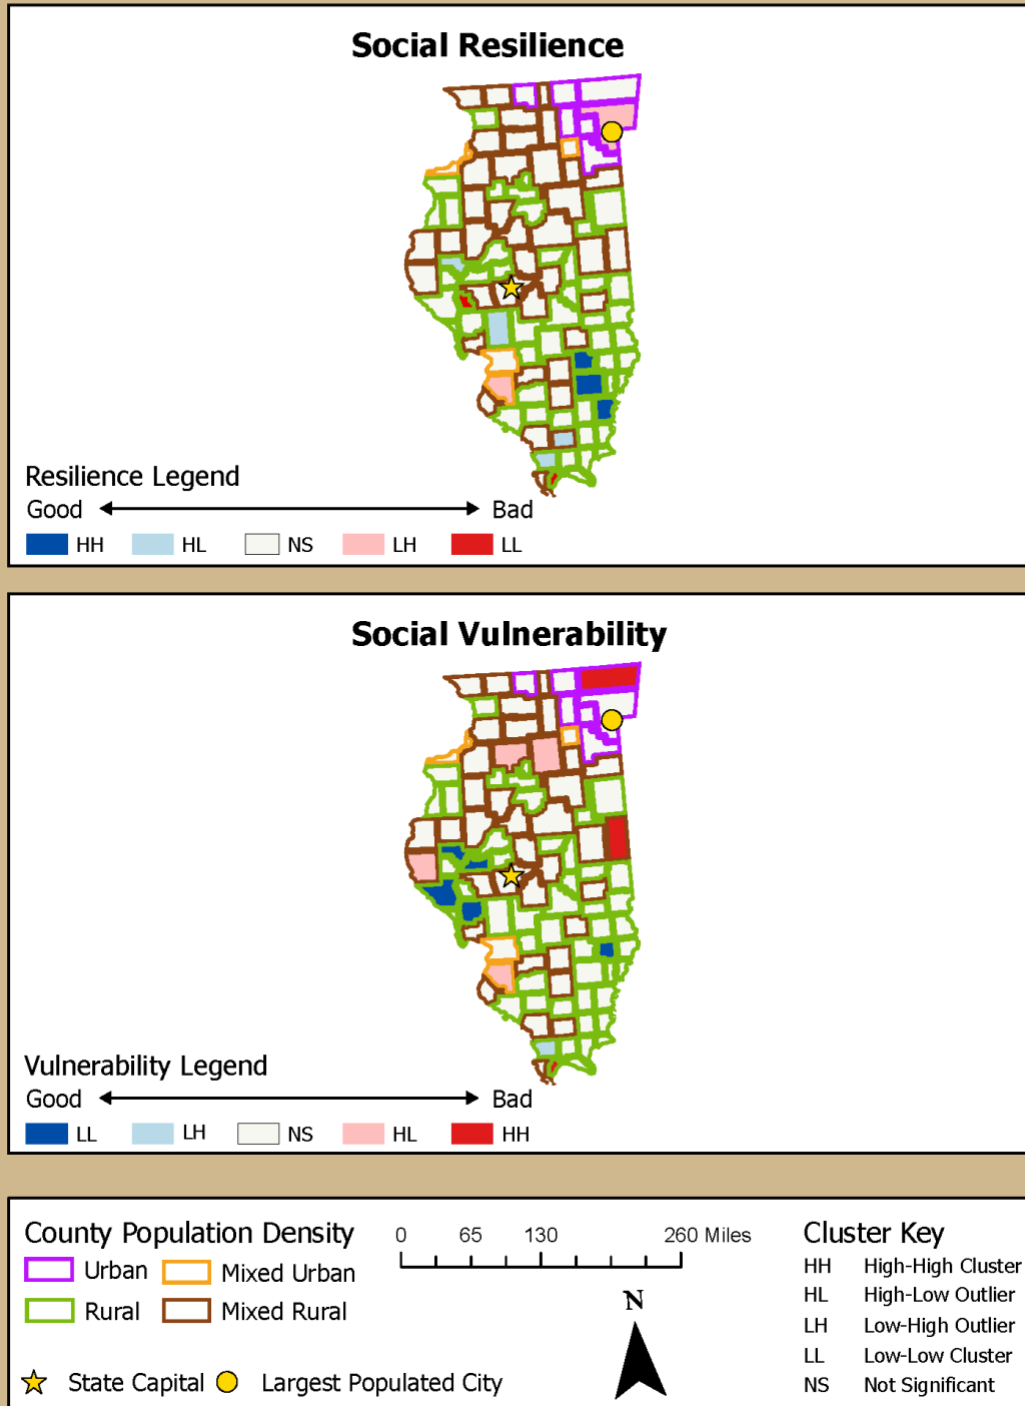 Social Resilience
Resilience Legend
Good Bad
HH HL NS LH LL
Social Vulnerability
Vulnerability Legend
Good Bad
LL LH NS HL HH
County Population Density
Urban Mixed Urban
Rural Mixed Rural
State Capital Largest Populated City
0 65 130 260 Miles
N
Cluster Key
HH High-High Cluster
HL High-Low Outlier
LH Low-High Outlier
LL Low-Low Cluster
NS Not Significant